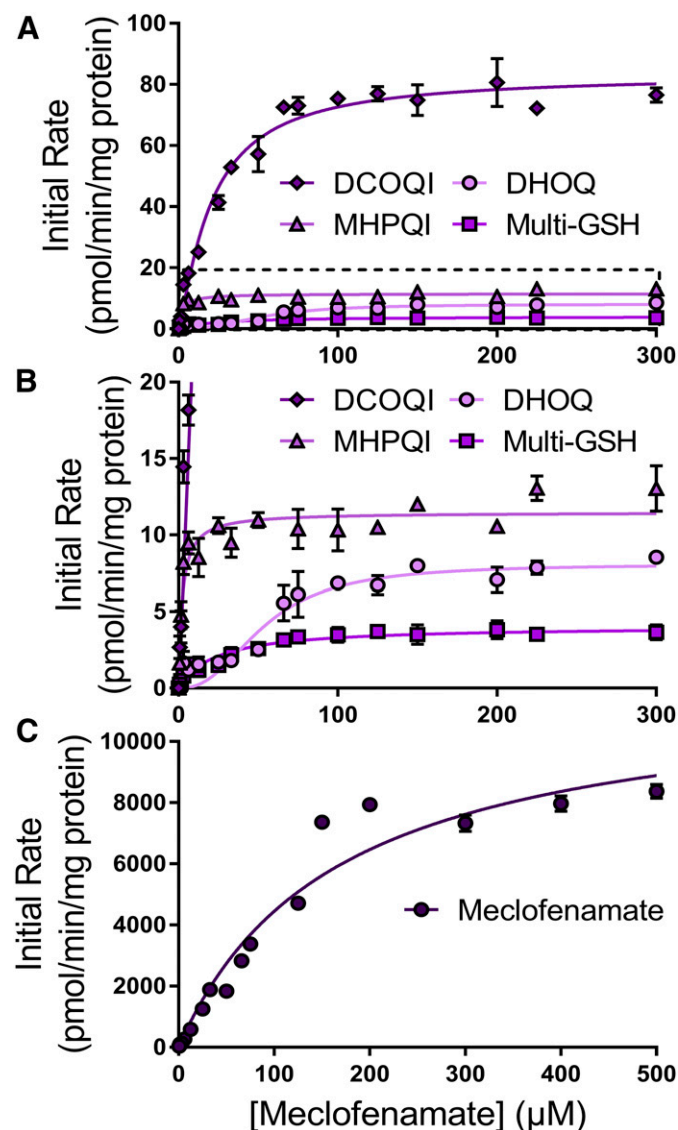 A
Initial Rate
(pmol/min/mg protein)
100
80
60
40
20
0
DCOQI
DHOQ
MHPQI
Multi-GSH
0
100
200
300
B
Initial Rate
(pmol/min/mg protein)
20
15
10
5
0
DCOQI
DHOQ
MHPQI
Multi-GSH
0
100
200
300
C
Initial Rate
(pmol/min/mg protein)
10000
8000
6000
4000
2000
0
Meclofenamate
0
100
200
300
400
500
[Meclofenamate] (µM)